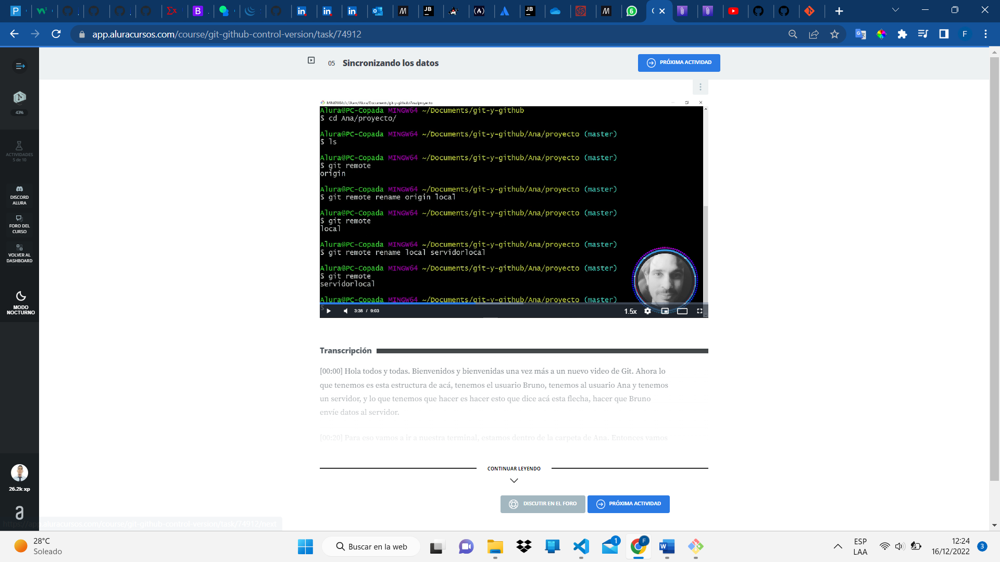 app.aluracursos.com/course/git-github-control-version/task/74912
05 Sincronizando los datos
PRÓXIMA ACTIVIDAD
43%
ACTIVIDADES
5 de 10
DISCORD
ALURA
FORO DEL
CURSO
VOLVER AL
DASHBOARD
MODO
NOCTURNO
26.2k xp
MINGW64:/c/Users/Alura/Documents/git-y-github/Ana/proyecto
Alura@PC-Copada MINGW64 ~/Documents/git-y-github
$ cd Ana/proyecto/
Alura@PC-Copada MINGW64 ~/Documents/git-y-github/Ana/proyecto (master)
$ ls
Alura@PC-Copada MINGW64 ~/Documents/git-y-github/Ana/proyecto (master)
$ git remote
origin
Alura@PC-Copada MINGW64 ~/Documents/git-y-github/Ana/proyecto (master)
$ git remote rename origin local
Alura@PC-Copada MINGW64 ~/Documents/git-y-github/Ana/proyecto (master)
$ git remote
local
Alura@PC-Copada MINGW64 ~/Documents/git-y-github/Ana/proyecto (master)
$ git remote rename local servidorlocal
Alura@PC-Copada MINGW64 ~/Documents/git-y-github/Ana/proyecto (master)
$ git remote
servidorlocal
Alura@PC-Copada MINGW64 ~/Documents/git-y-github/Ana/proyecto (master)
$
3:38 / 9:03
1.5x
Transcripción
[00:00] Hola todos y todas. Bienvenidos y bienvenidas una vez más a un nuevo video de Git. Ahora lo
que tenemos es esta estructura de acá, tenemos el usuario Bruno, tenemos al usuario Ana y tenemos
un servidor, y lo que tenemos que hacer es hacer esto que dice acá esta flecha, hacer que Bruno
envíe datos al servidor.
[00:20] Para eso vamos a ir a nuestra terminal, estamos dentro de la carpeta de Ana. Entonces vamos
CONTINUAR LEYENDO
DISCUTIR EN EL FORO
PRÓXIMA ACTIVIDAD
https://app.aluracursos.com/course/git-github-control-version/task/74912/next
28°C
Soleado
Buscar en la web
1
F
ESP
LAA
12:24
16/12/2022
3